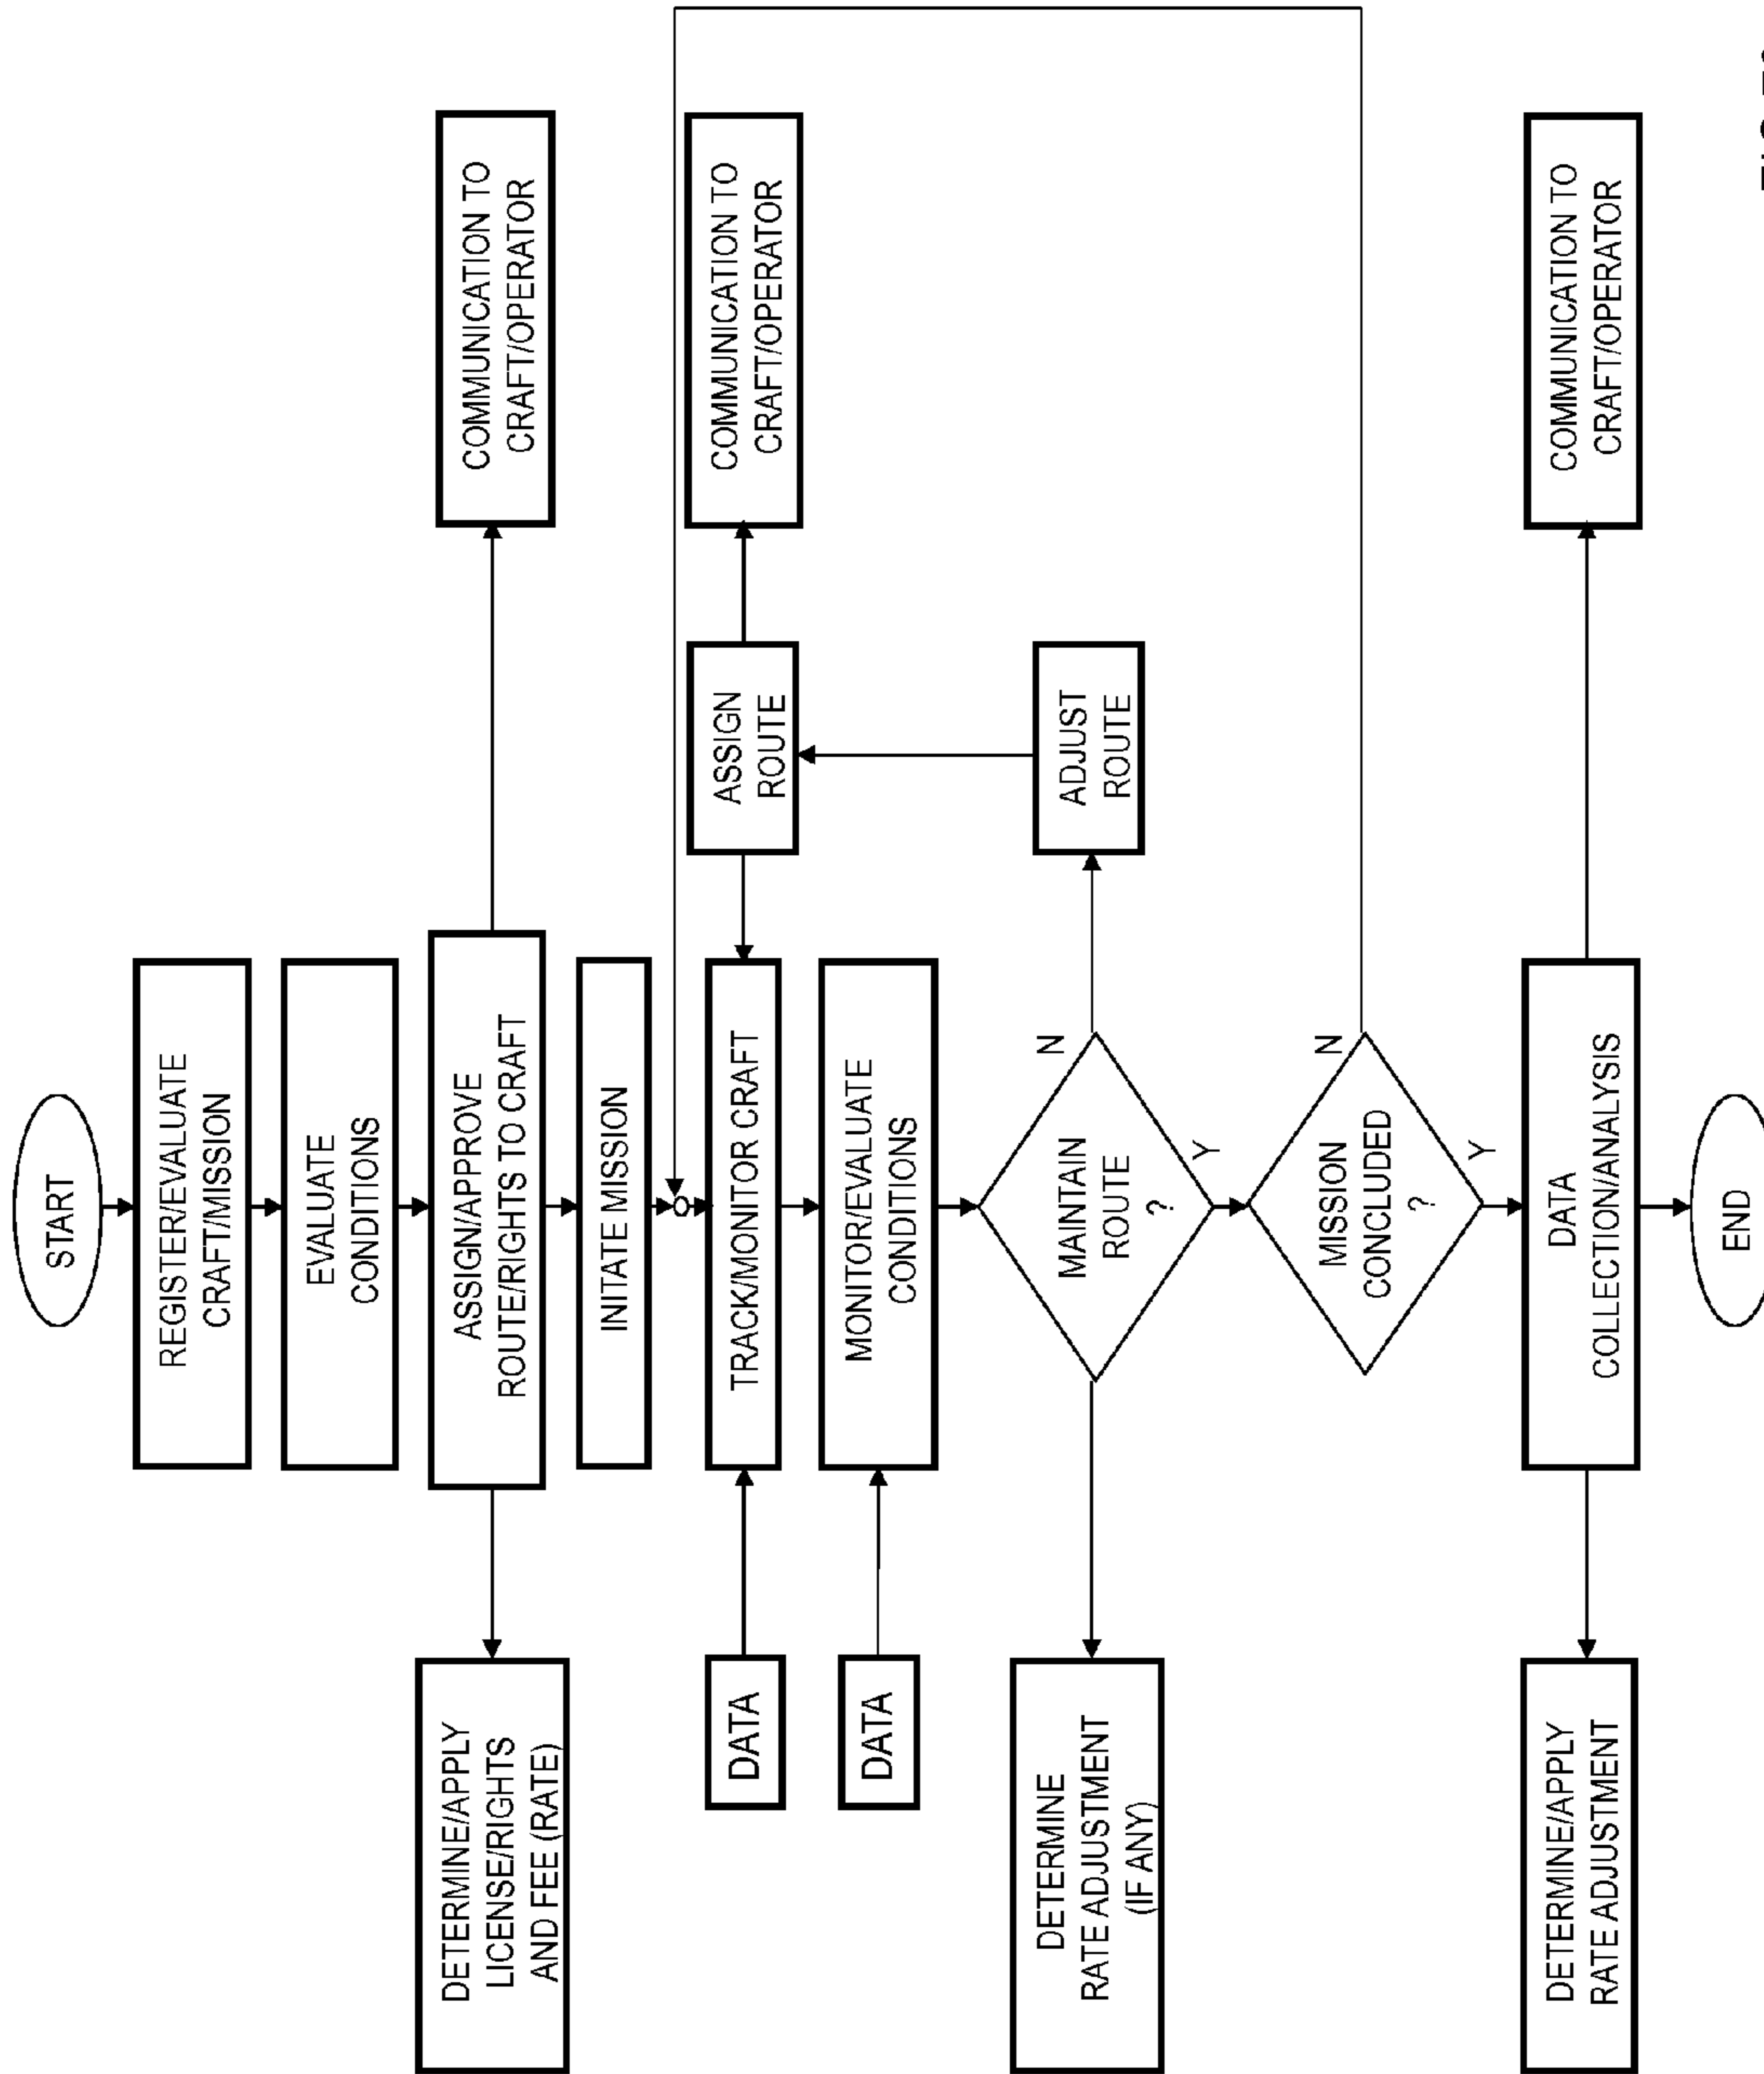 START
REGISTER/EVALUATE
CRAFT/MISSION
EVALUATE
CONDITIONS
DETERMINE/APPLY
LICENSE/RIGHTS
AND FEE (RATE)
ASSIGN/APPROVE
ROUTE/RIGHTS TO CRAFT
COMMUNICATION TO
CRAFT/OPERATOR
INITATE MISSION
DATA
TRACK/MONITOR CRAFT
ASSIGN
ROUTE
COMMUNICATION TO
CRAFT/OPERATOR
DATA
MONITOR/EVALUATE
CONDITIONS
DETERMINE
RATE ADJUSTMENT
(IF ANY)
MAINTAIN
ROUTE
?
N
Y
ADJUST
ROUTE
MISSION
CONCLUDED
?
N
Y
DETERMINE/APPLY
RATE ADJUSTMENT
DATA
COLLECTION/ANALYSIS
COMMUNICATION TO
CRAFT/OPERATOR
END